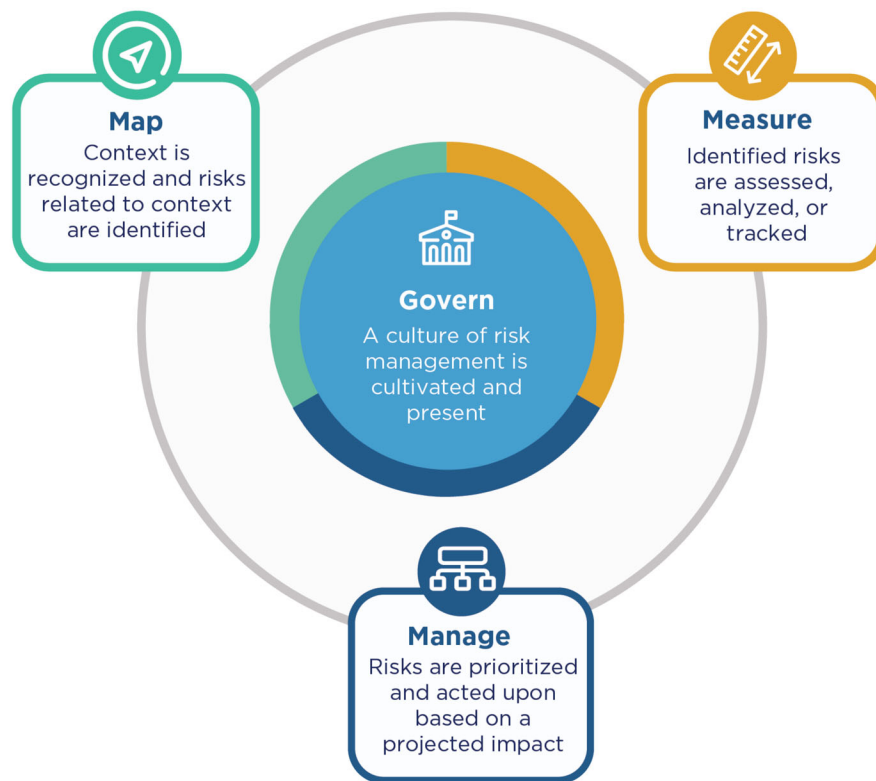 Map
Context is
recognized and risks
related to context
are identified
Measure
Identified risks
are assessed,
analyzed, or
tracked
Govern
A culture of risk
management is
cultivated and
present
Manage
Risks are prioritized
and acted upon
based on a
projected impact